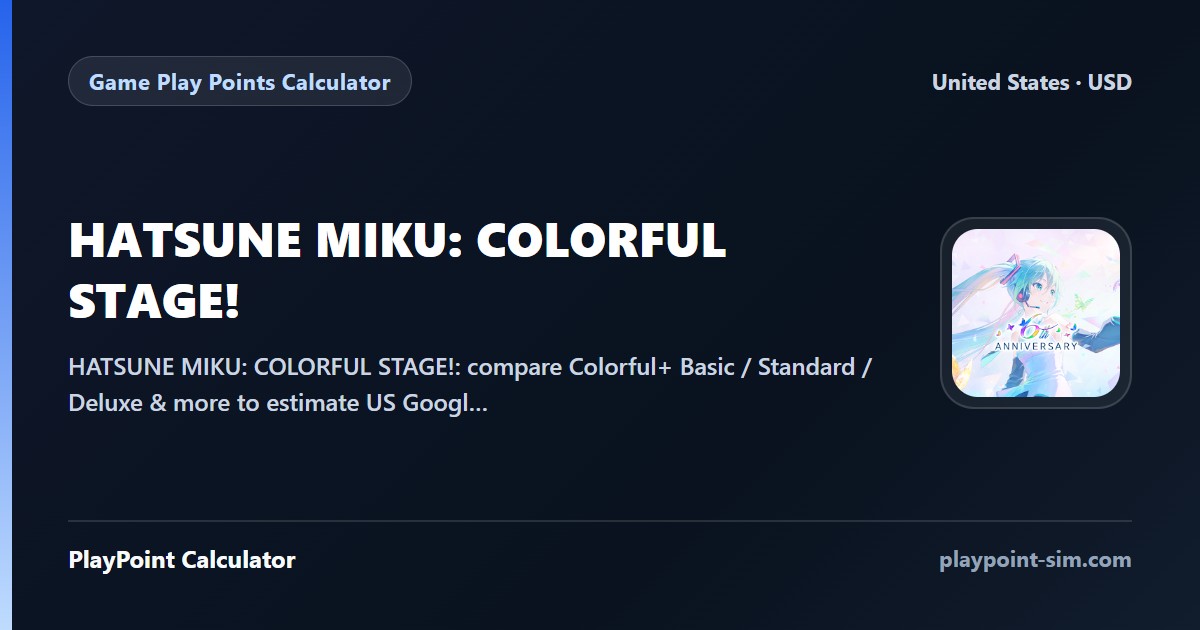 Game Play Points Calculator
United States · USD
HATSUNE MIKU: COLORFUL
STAGE!
HATSUNE MIKU: COLORFUL STAGE!: compare Colorful+ Basic / Standard /
Deluxe & more to estimate US Googl...
6th
ANNIVERSARY
PlayPoint Calculator
playpoint-sim.com